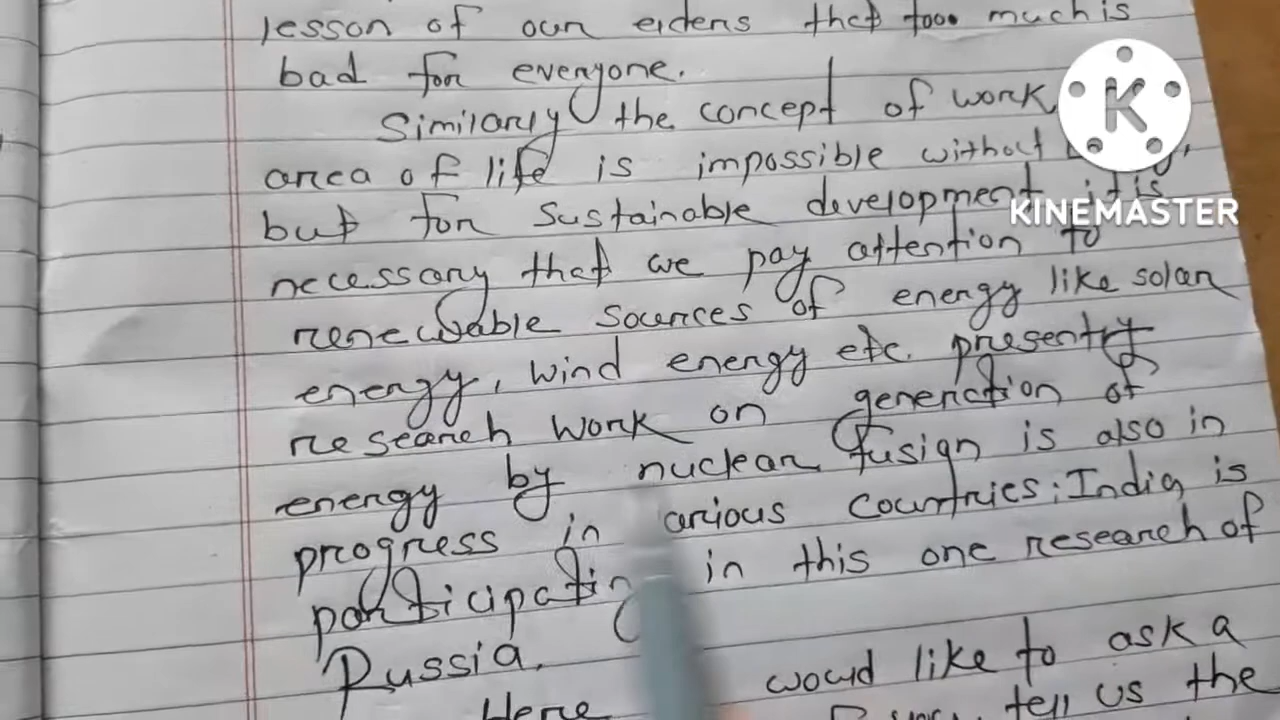 lesson of our elders that too much is
bad for everyone.
Similarly the concept of work
area of life is impossible without
but for sustainable development it is
necessary that we pay attention to
renewable sources of energy like solar
energy, wind energy etc. presently
research work on generation of
energy by nuclear fusign is also in
progress in arious countries; India is
participating in this one research of
Russia.
Here would like to ask a
tell us the
KINEMASTER